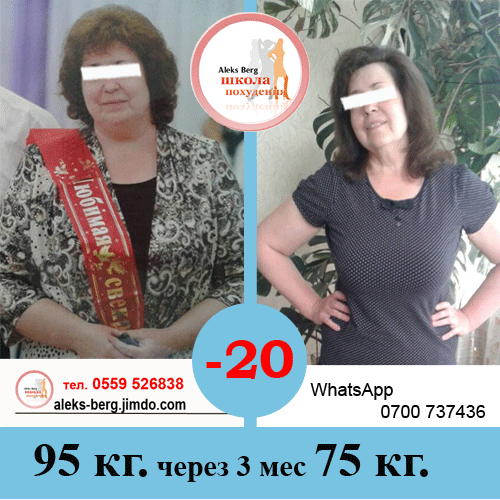 Aleks Berg
школа
похудения
Любимая
-20
тел. 0559 526838
aleks-berg.jimdo.com
WhatsApp
0700 737436
95 кг. через 3 мес 75 кг.